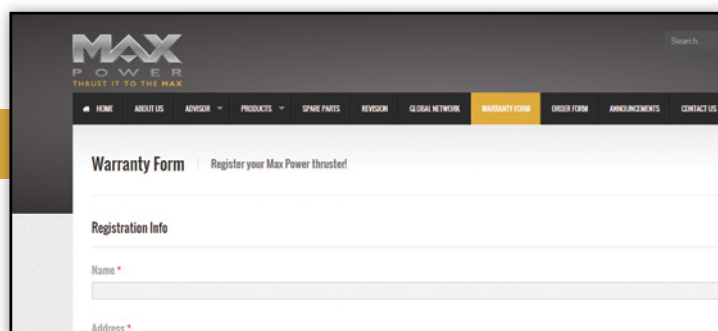 Search...
MAX
POWER
THRUST IT TO THE MAX
HOME ABOUT US ADVISOR PRODUCTS SPARE PARTS REVISION GLOBAL NETWORK WARRANTY FORM ORDER FORM ANNOUNCEMENTS CONTACT US
Warranty Form Register your Max Power thruster!
Registration Info
Name *
Address *